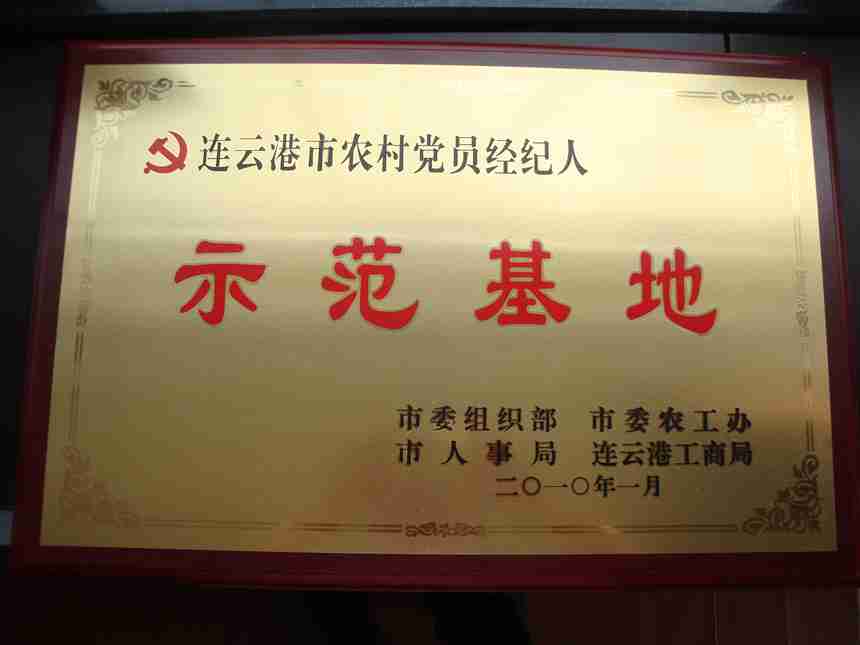 连云港市农村党员经纪人
示范基地
市委组织部 市委农工办
市人事局 连云港工商局
二〇一〇年一月